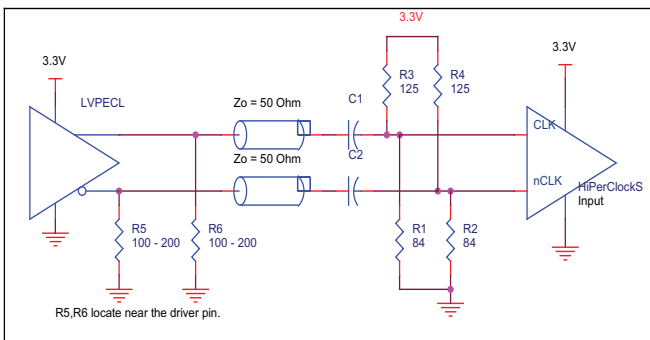 3.3V
3.3V
3.3V
LVPECL
R3
125
R4
125
Zo = 50 Ohm
C1
CLK
Zo = 50 Ohm
C2
nCLK
HiPerClockS
Input
R5
100 - 200
R6
100 - 200
R1
84
R2
84
R5,R6 locate near the driver pin.